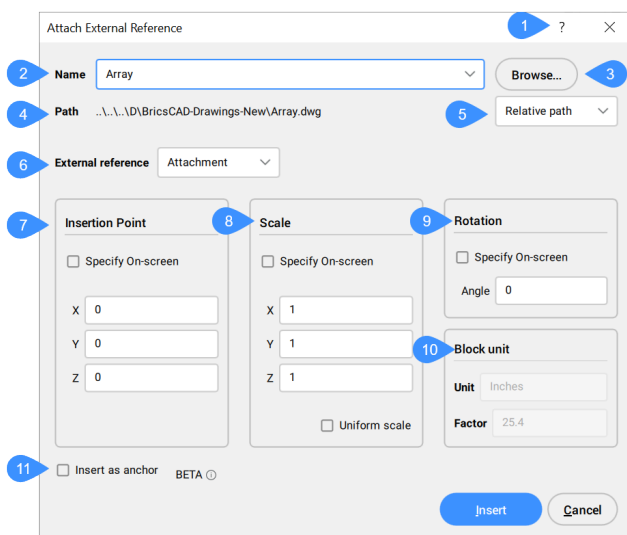 Attach External Reference 1 ?
2 Name Array Browse... 3
4 Path ..\..\..\D\BricsCAD-Drawings-New\Array.dwg 5 Relative path
6 External reference Attachment
7 Insertion Point 8 Scale 9 Rotation
Specify On-screen Specify On-screen Specify On-screen
Angle 0
X 0 X 1
Y 0 Y 1 10 Block unit
Z 0 Z 1 Unit Inches
Uniform scale Factor 25.4
11 Insert as anchor BETA
Insert Cancel